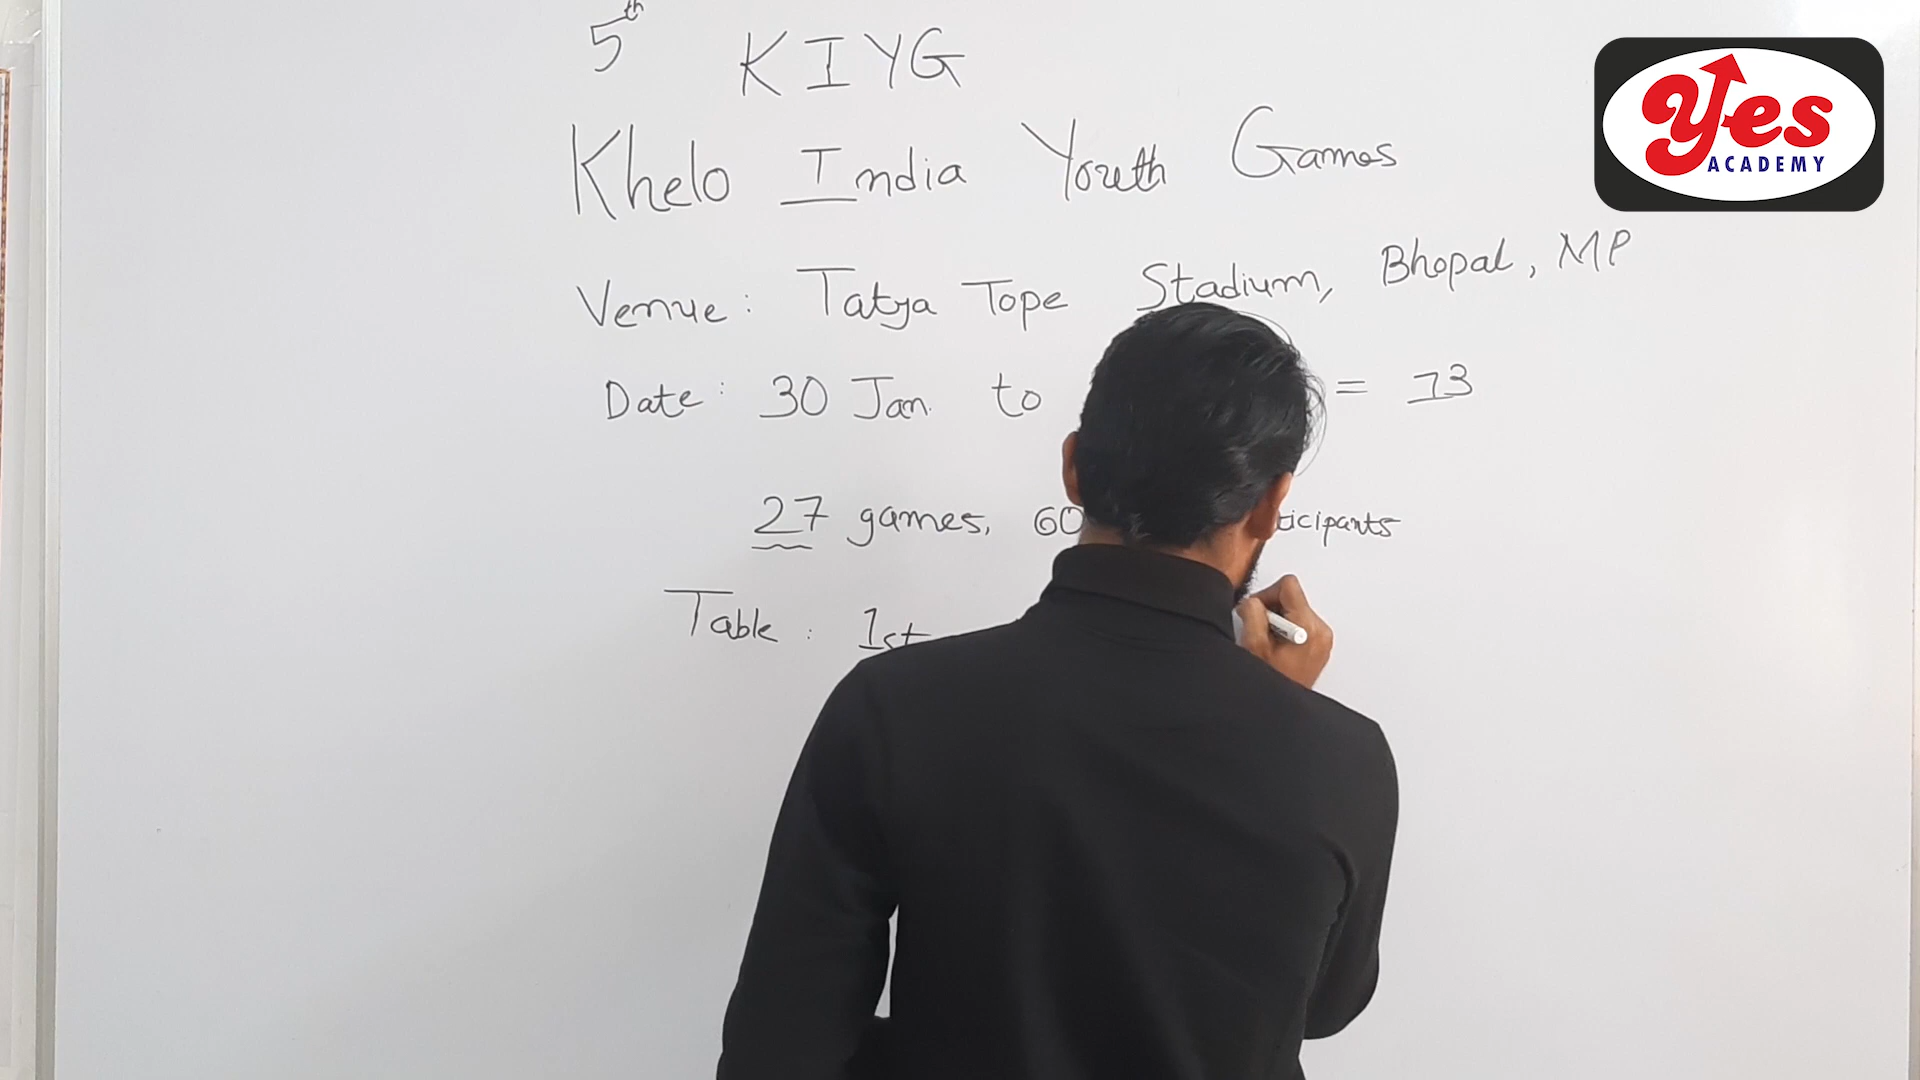 5th KIYG
Khelo India Youth Games
Venue: Tatya Tope Stadium, Bhopal, MP
Date: 30 Jan. to = 13
27 games, 60
Table: 1st
Yes
ACADEMY